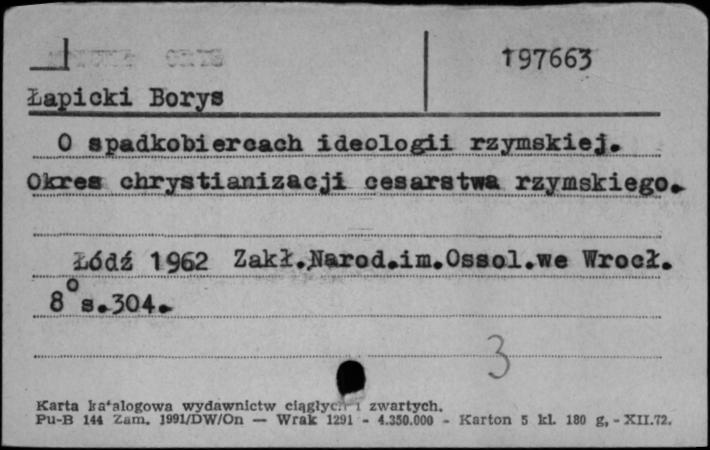 197663
Łapicki Borys
O spadkobiercach ideologii rzymskiej.
Okres chrystianizacji cesarstwa rzymskiego.
Łódź 1962 Zakł.Narod.im.Ossol.we Wrocł.
8° s.304.
3
Karta katalogowa wydawnictw ciągłych i zwartych.
Pu-B 144 Zam. 1991/DW/On — Wrak 1291 - 4.350.000 - Karton 5 kl. 180 g, - XII.72.